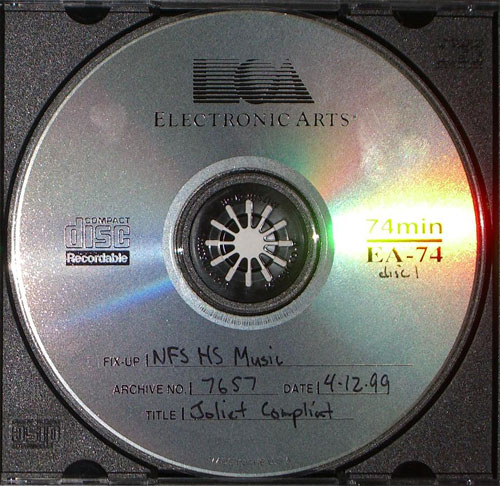 EA
ELECTRONIC ARTS
COMPACT
disc
Recordable
74min
EA-74
disc 1
FIX-UP NFS HS Music
ARCHIVE NO. 7657 DATE 4-12-99
TITLE Joliet Compliat